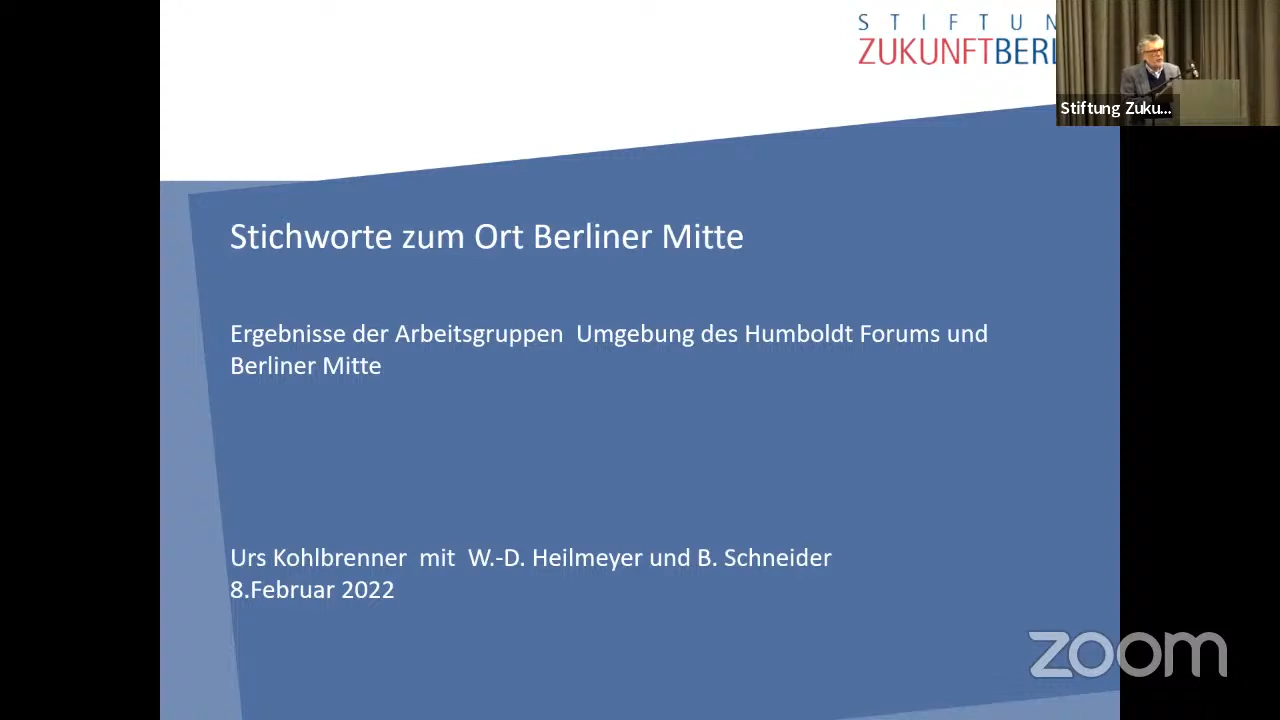 STIFTUN
ZUKUNFTBERL
Stiftung Zuku...
Stichworte zum Ort Berliner Mitte
Ergebnisse der Arbeitsgruppen Umgebung des Humboldt Forums und
Berliner Mitte
Urs Kohlbrenner mit W.-D. Heilmeyer und B. Schneider
8.Februar 2022
zoom